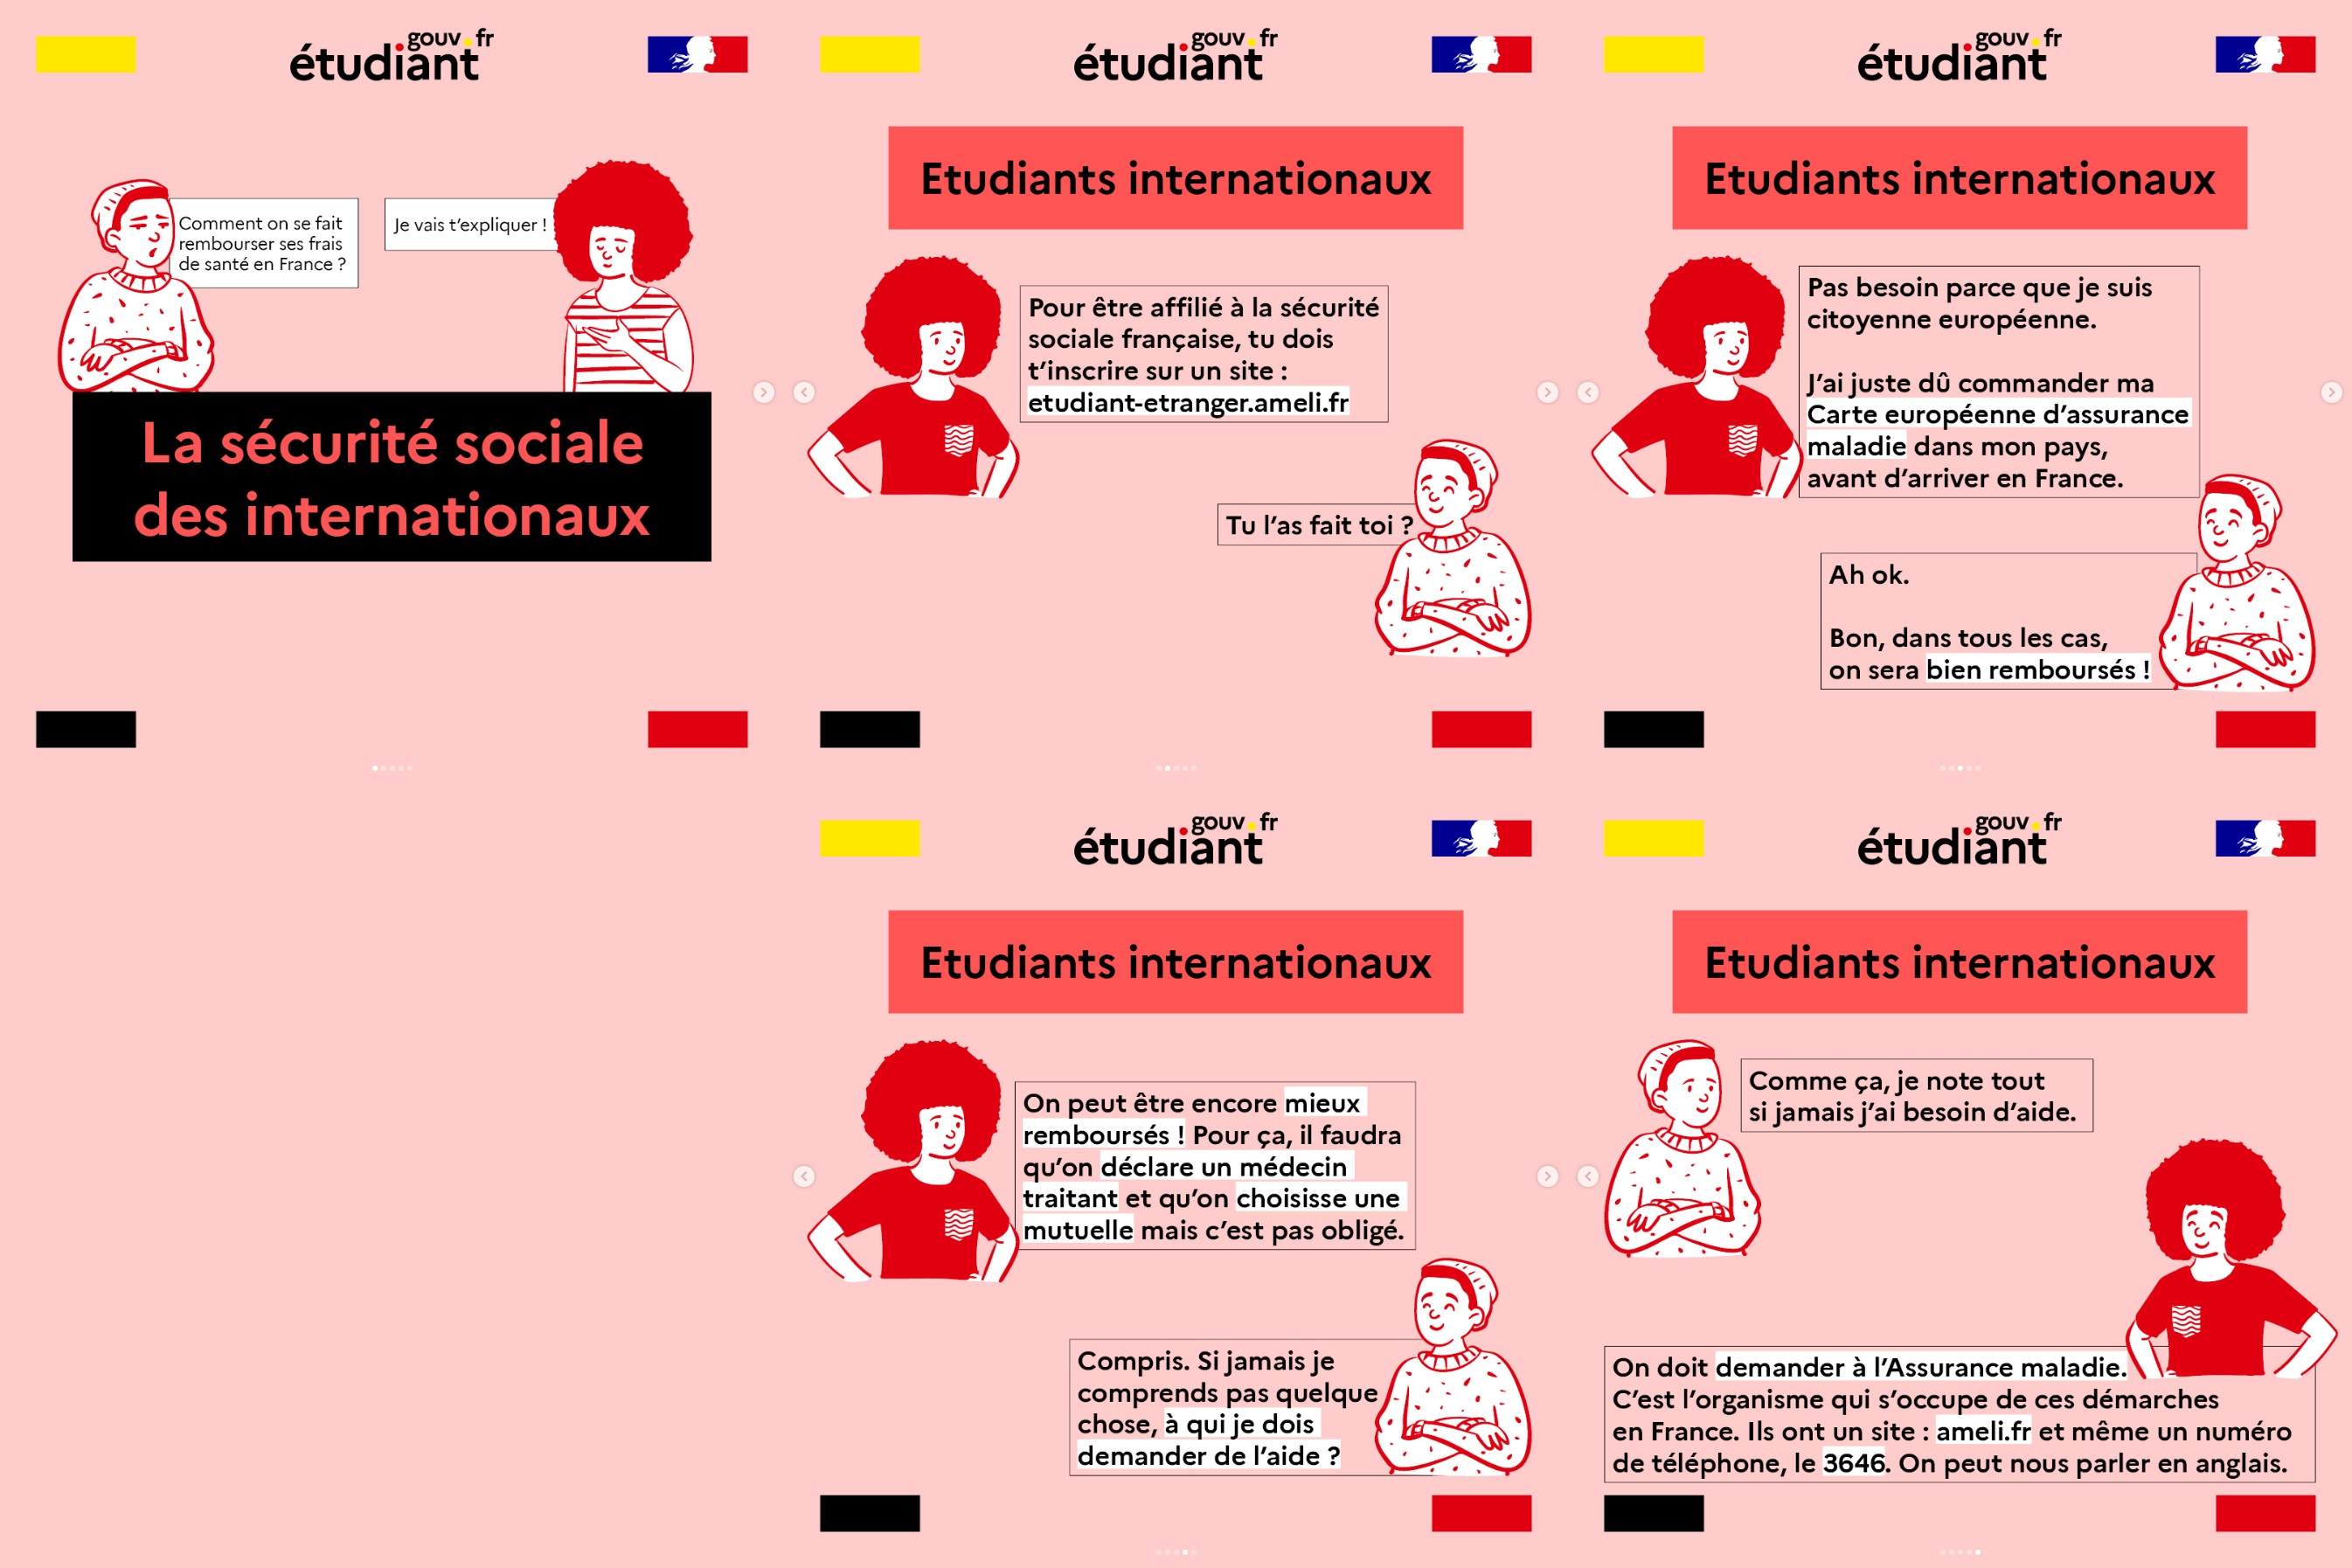 étudiant.gouv.fr
Comment on se fait
rembourser ses frais
de santé en France ?
Je vais t'expliquer !
La sécurité sociale
des internationaux
étudiant.gouv.fr
Etudiants internationaux
Pour être affilié à la sécurité
sociale française, tu dois
t'inscrire sur un site :
etudiant-etranger.ameli.fr
Tu l'as fait toi ?
étudiant.gouv.fr
Etudiants internationaux
Pas besoin parce que je suis
citoyenne européenne.
J'ai juste dû commander ma
Carte européenne d'assurance
maladie dans mon pays,
avant d'arriver en France.
Ah ok.
Bon, dans tous les cas,
on sera bien remboursés !
étudiant.gouv.fr
Etudiants internationaux
On peut être encore mieux
remboursés ! Pour ça, il faudra
qu'on déclare un médecin
traitant et qu'on choisisse une
mutuelle mais c'est pas obligé.
Compris. Si jamais je
comprends pas quelque
chose, à qui je dois
demander de l'aide ?
étudiant.gouv.fr
Etudiants internationaux
Comme ça, je note tout
si jamais j'ai besoin d'aide.
On doit demander à l'Assurance maladie.
C'est l'organisme qui s'occupe de ces démarches
en France. Ils ont un site : ameli.fr et même un numéro
de téléphone, le 3646. On peut nous parler en anglais.